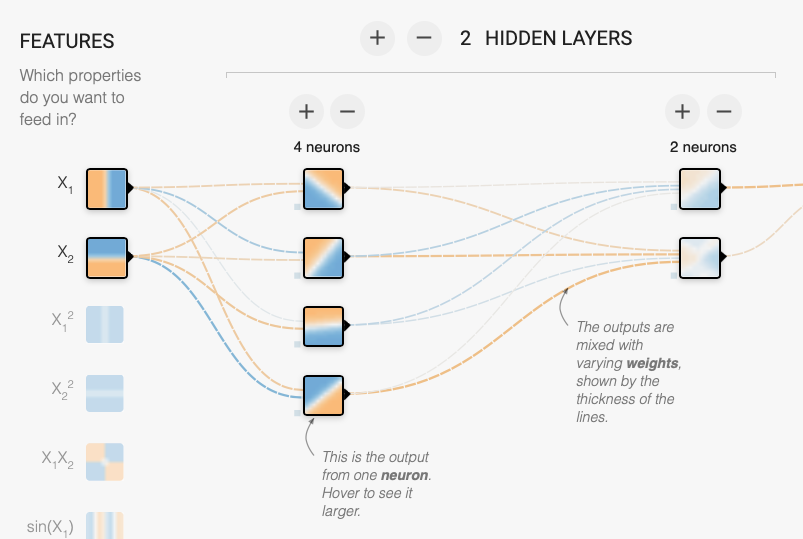 FEATURES
Which properties
do you want to
feed in?
+ − 2 HIDDEN LAYERS
+ −
4 neurons
+ −
2 neurons
X₁
X₂
X₁²
X₂²
X₁X₂
sin(X₁)
This is the output
from one neuron.
Hover to see it
larger.
The outputs are
mixed with
varying weights,
shown by the
thickness of the
lines.